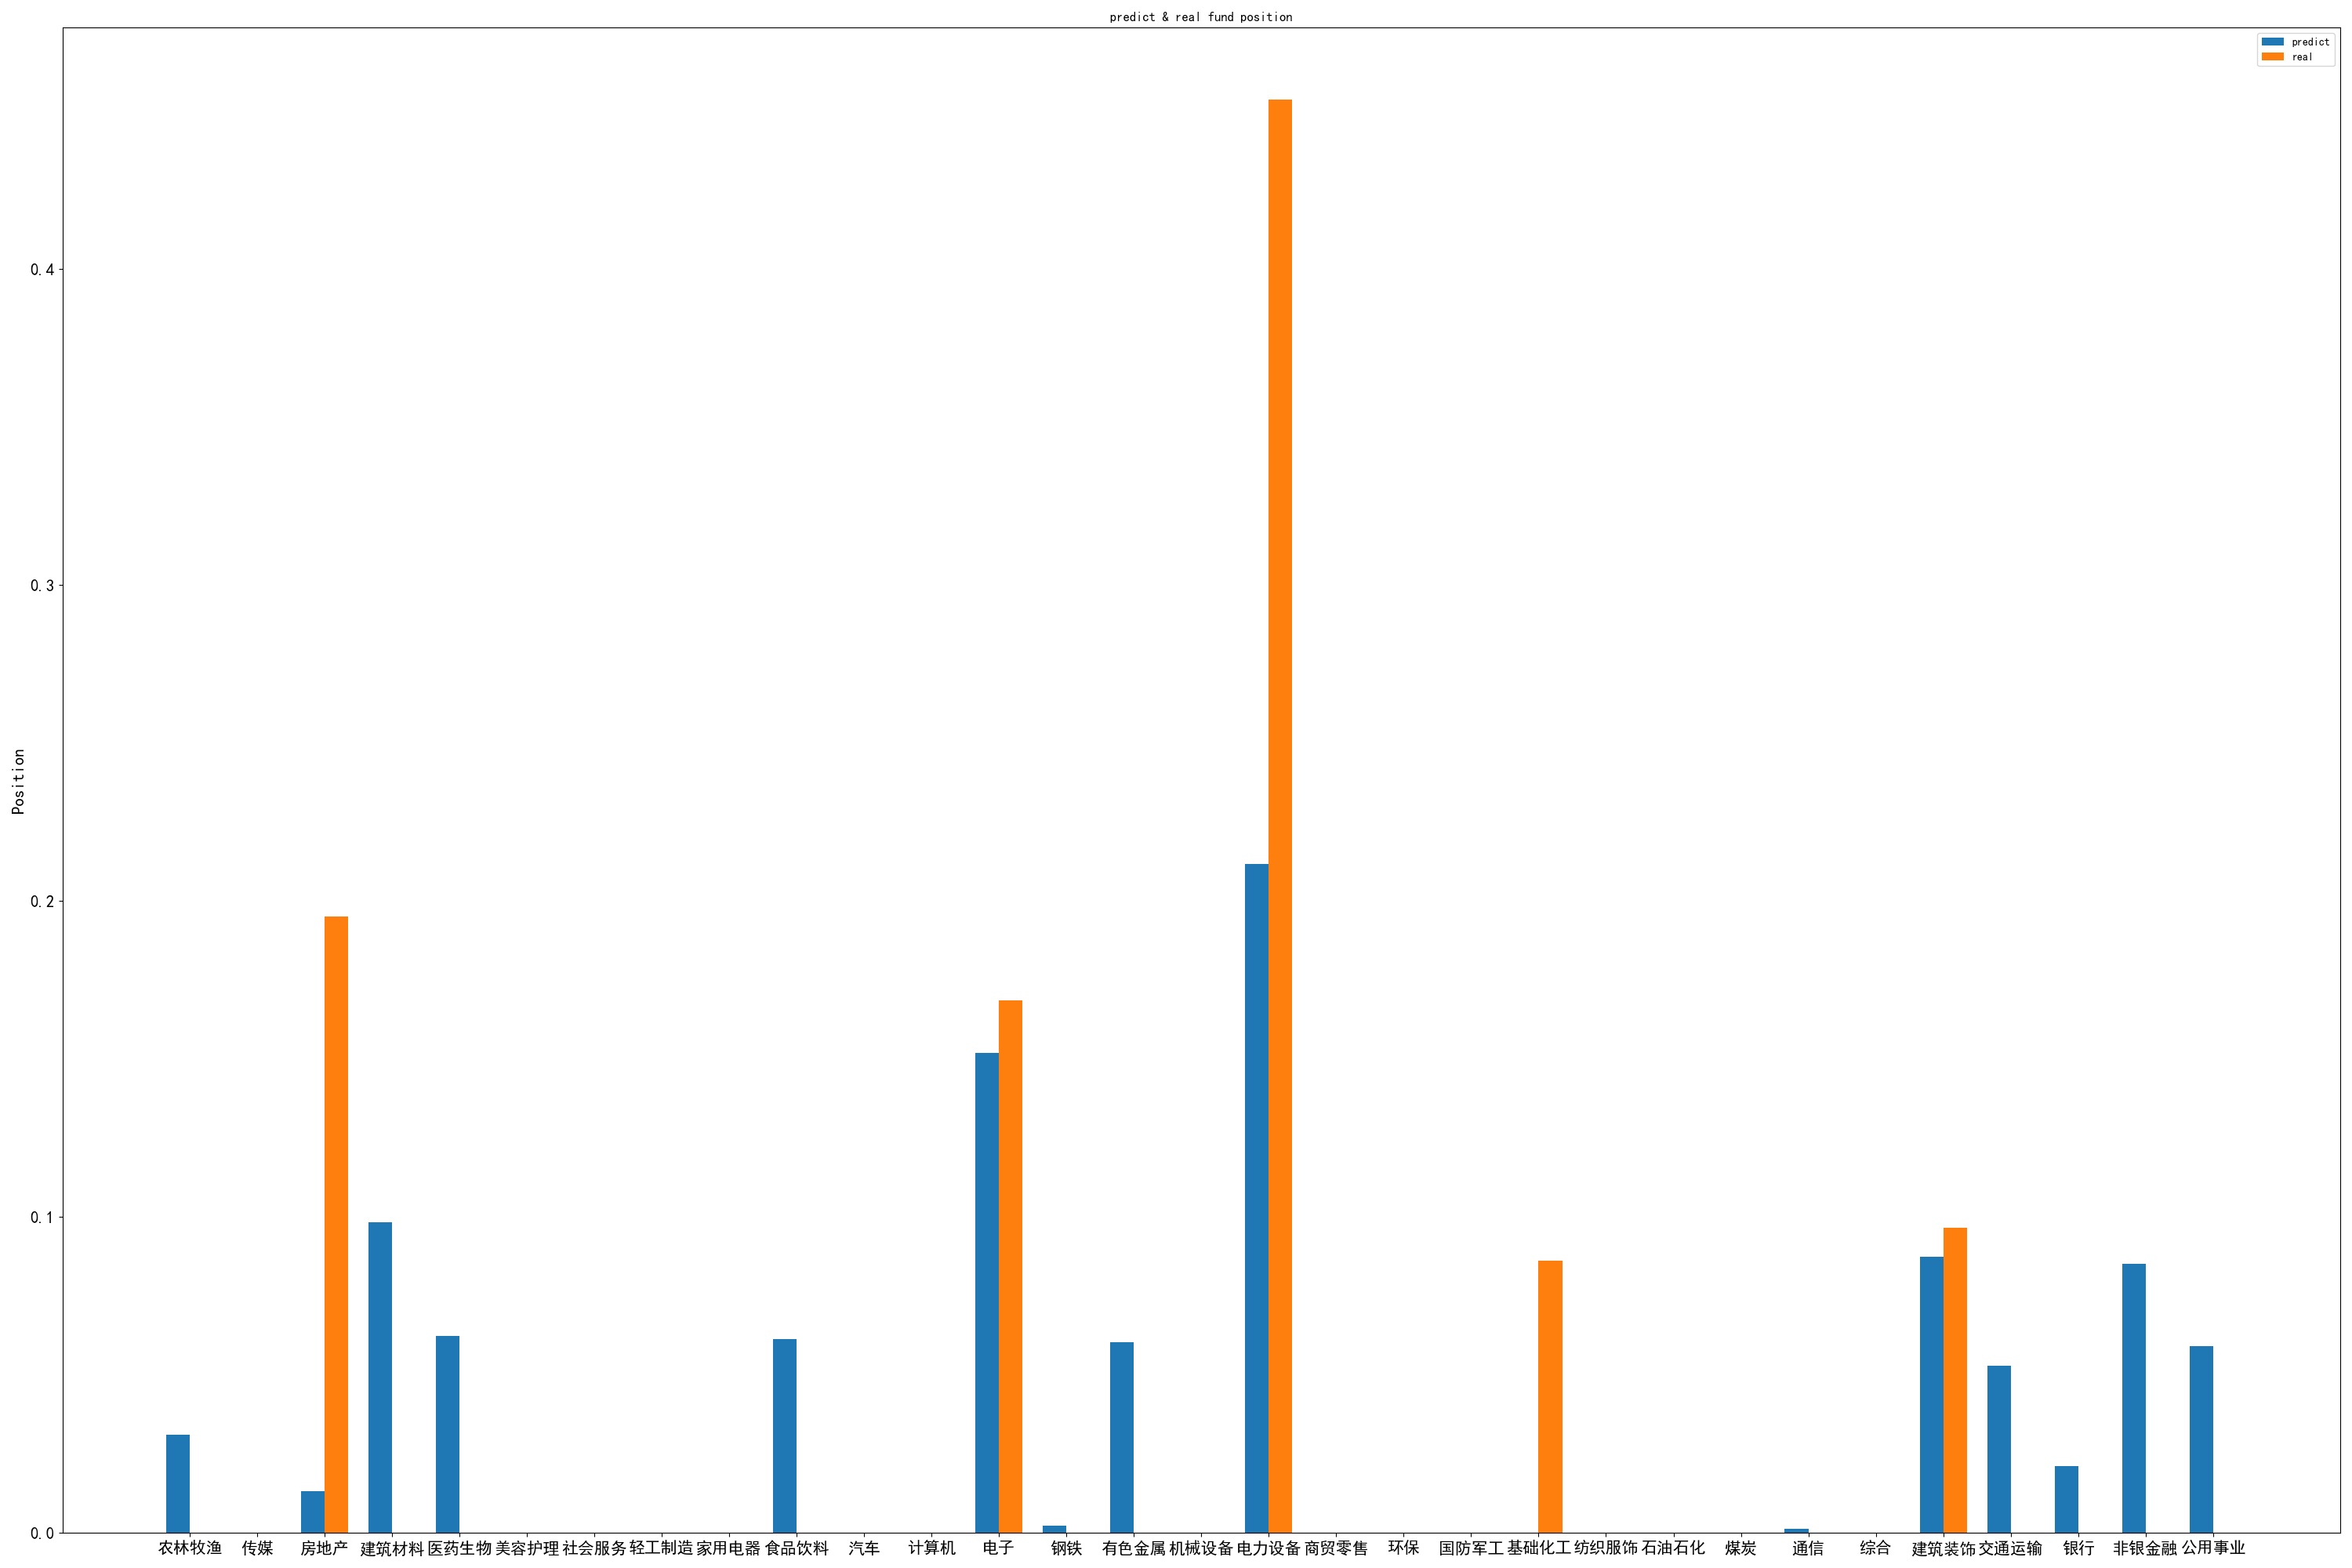 predict & real fund position
predict
real
Position
0.4
0.3
0.2
0.1
0.0
农林牧渔 传媒 房地产 建筑材料 医药生物 美容护理 社会服务 轻工制造 家用电器 食品饮料 汽车 计算机 电子 钢铁 有色金属 机械设备 电力设备 商贸零售 环保 国防军工 基础化工 纺织服饰 石油石化 煤炭 通信 综合 建筑装饰 交通运输 银行 非银金融 公用事业